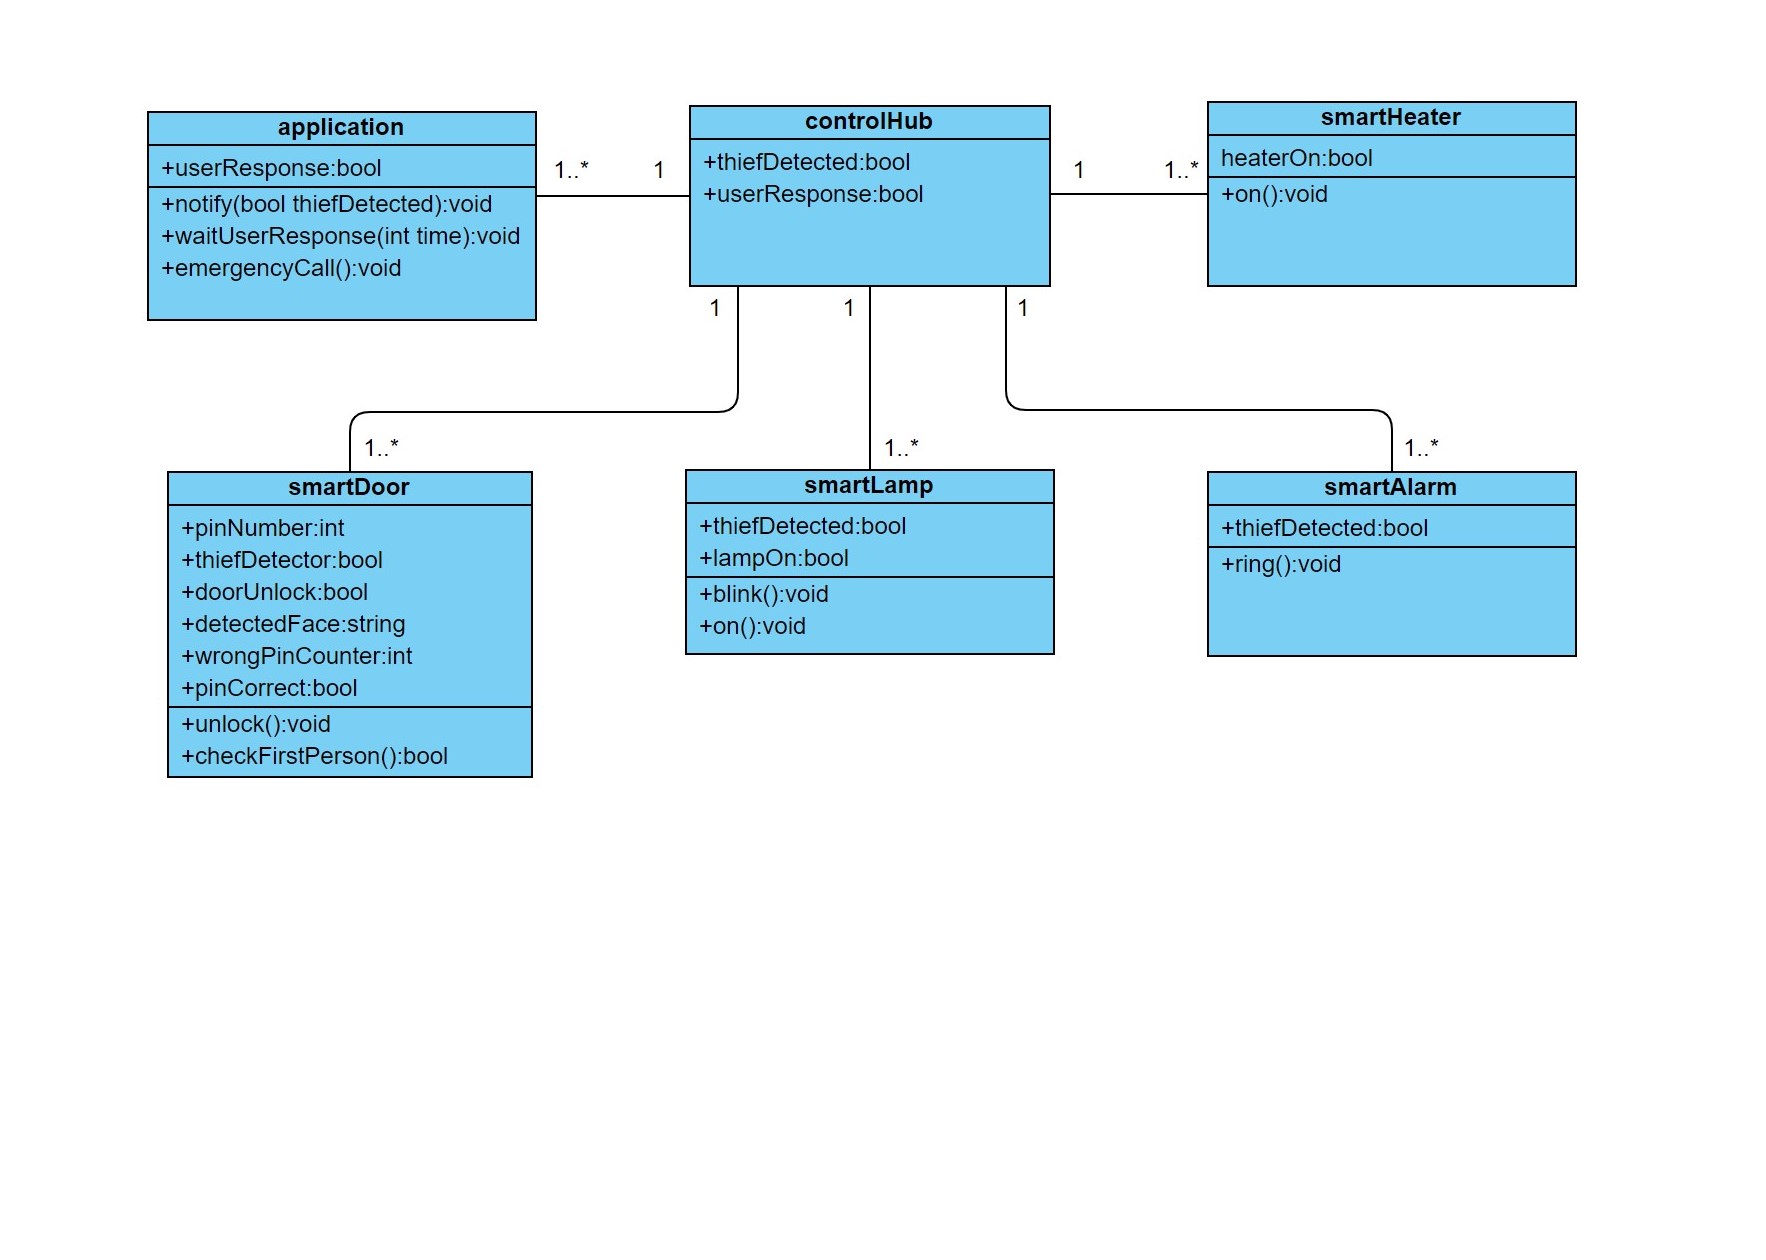 application
+userResponse:bool
+notify(bool thiefDetected):void
+waitUserResponse(int time):void
+emergencyCall():void
1..*
1
controlHub
+thiefDetected:bool
+userResponse:bool
1
1..*
smartHeater
heaterOn:bool
+on():void
1
1
1
1..*
1..*
1..*
smartDoor
+pinNumber:int
+thiefDetector:bool
+doorUnlock:bool
+detectedFace:string
+wrongPinCounter:int
+pinCorrect:bool
+unlock():void
+checkFirstPerson():bool
smartLamp
+thiefDetected:bool
+lampOn:bool
+blink():void
+on():void
smartAlarm
+thiefDetected:bool
+ring():void